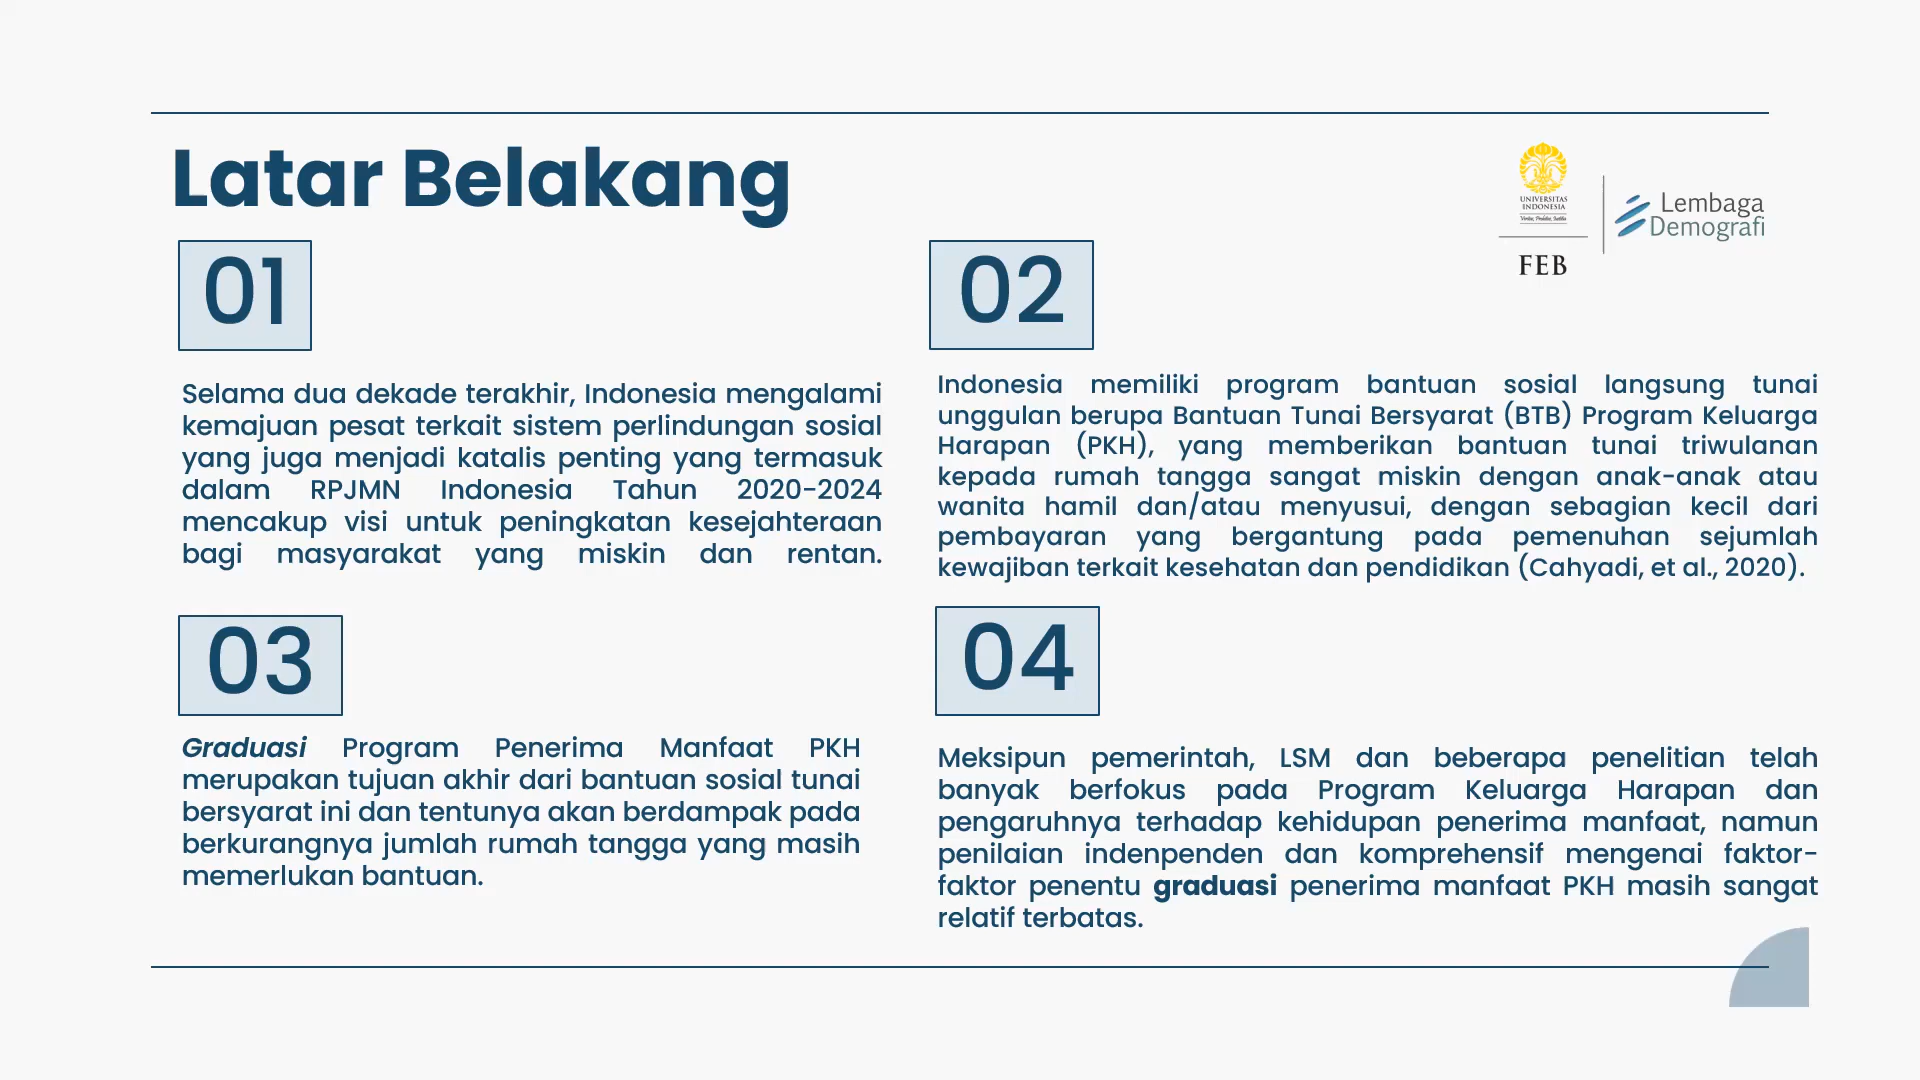 Latar Belakang
UNIVERSITAS
INDONESIA
Veritas, Probitas, Iustitia
FEB
Lembaga
Demografi
01
Selama dua dekade terakhir, Indonesia mengalami
kemajuan pesat terkait sistem perlindungan sosial
yang juga menjadi katalis penting yang termasuk
dalam RPJMN Indonesia Tahun 2020-2024
mencakup visi untuk peningkatan kesejahteraan
bagi masyarakat yang miskin dan rentan.
02
Indonesia memiliki program bantuan sosial langsung tunai
unggulan berupa Bantuan Tunai Bersyarat (BTB) Program Keluarga
Harapan (PKH), yang memberikan bantuan tunai triwulanan
kepada rumah tangga sangat miskin dengan anak-anak atau
wanita hamil dan/atau menyusui, dengan sebagian kecil dari
pembayaran yang bergantung pada pemenuhan sejumlah
kewajiban terkait kesehatan dan pendidikan (Cahyadi, et al., 2020).
03
Graduasi Program Penerima Manfaat PKH
merupakan tujuan akhir dari bantuan sosial tunai
bersyarat ini dan tentunya akan berdampak pada
berkurangnya jumlah rumah tangga yang masih
memerlukan bantuan.
04
Meksipun pemerintah, LSM dan beberapa penelitian telah
banyak berfokus pada Program Keluarga Harapan dan
pengaruhnya terhadap kehidupan penerima manfaat, namun
penilaian indenpenden dan komprehensif mengenai faktor-
faktor penentu graduasi penerima manfaat PKH masih sangat
relatif terbatas.